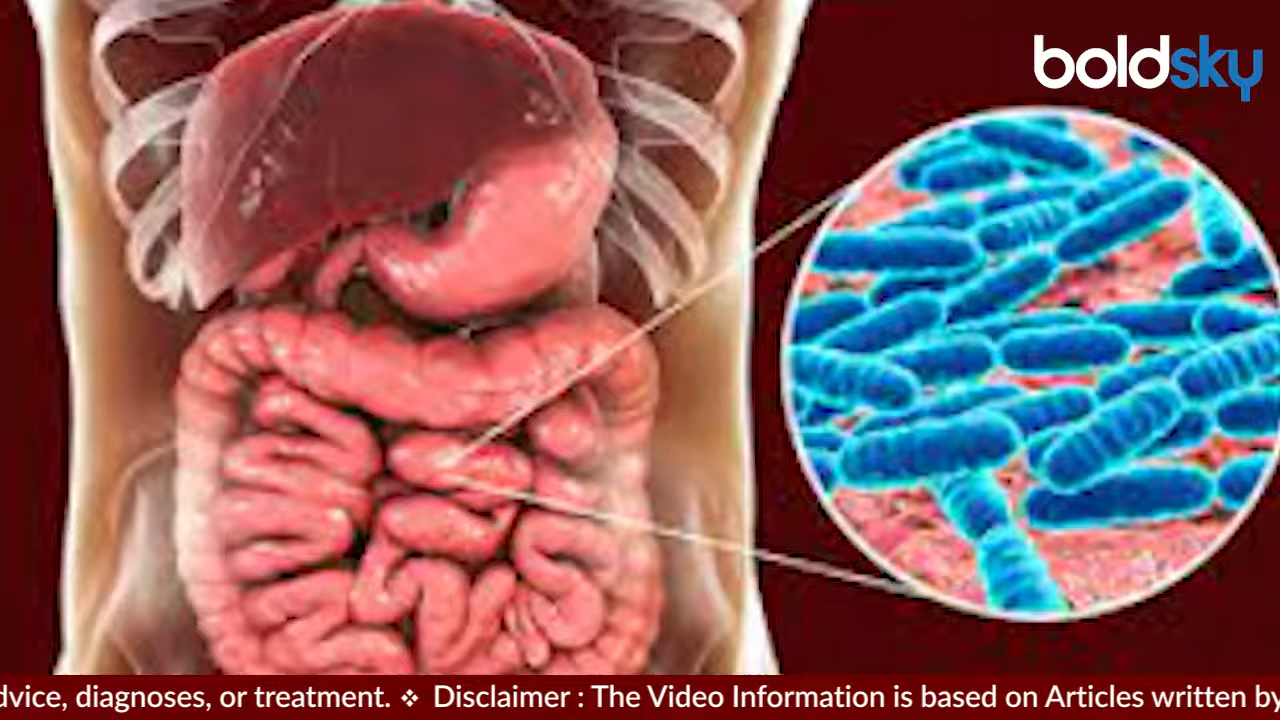 boldsky
dvice, diagnoses, or treatment. ❖ Disclaimer : The Video Information is based on Articles written by